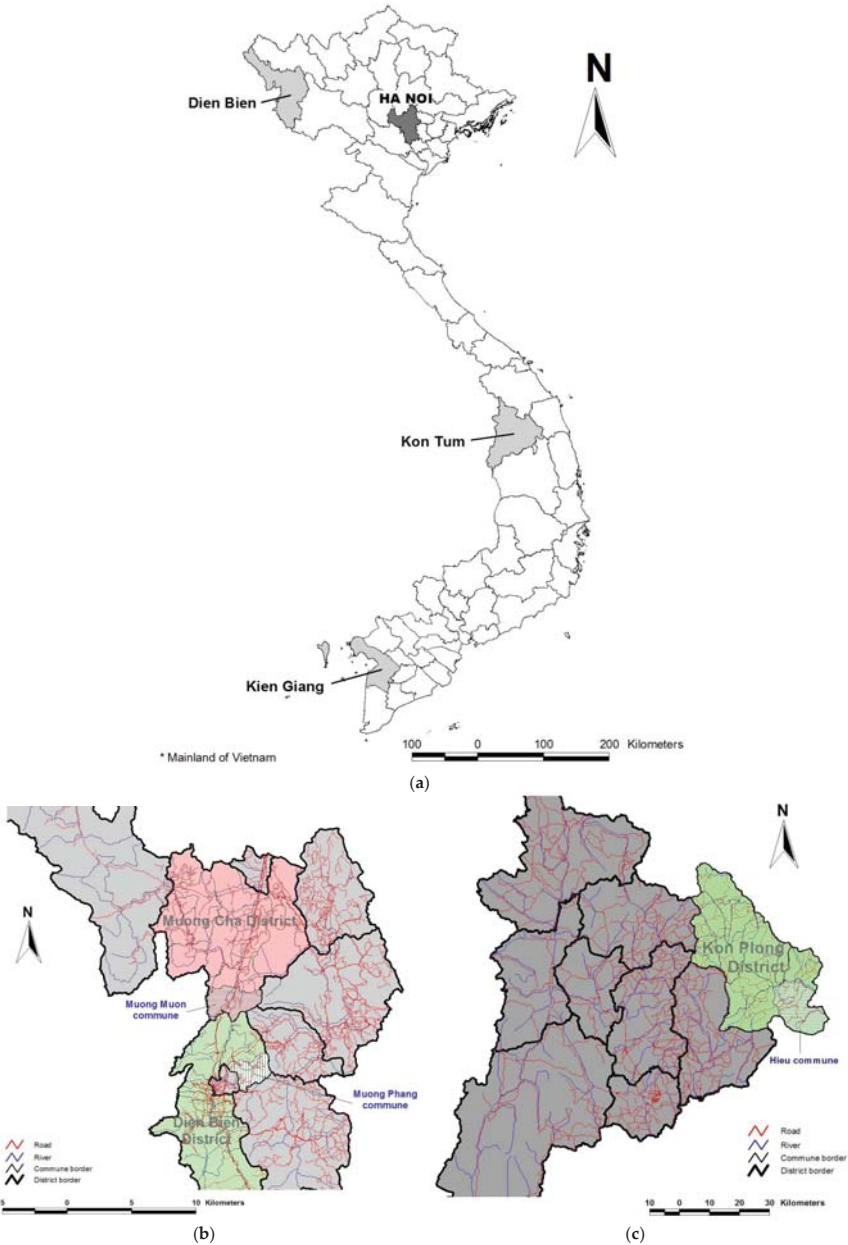 N
Dien Bien
HA NOI
Kon Tum
Kien Giang
* Mainland of Vietnam
100 0 100 200 Kilometers
(a)
N
Muong Cha District
Muong Muon
commune
Muong Phang
commune
Dien Bien
District
Road
River
Commune border
District border
5 0 10 Kilometers
(b)
N
Kon Plong
District
Hieu commune
Road
River
Commune border
District border
10 0 10 20 30 Kilometers
(c)